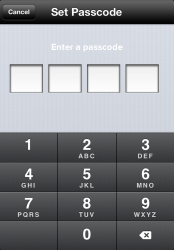 Cancel Set Passcode
Enter a passcode
1 2 3
ABC DEF
4 5 6
GHI JKL MNO
7 8 9
PQRS TUV WXYZ
0